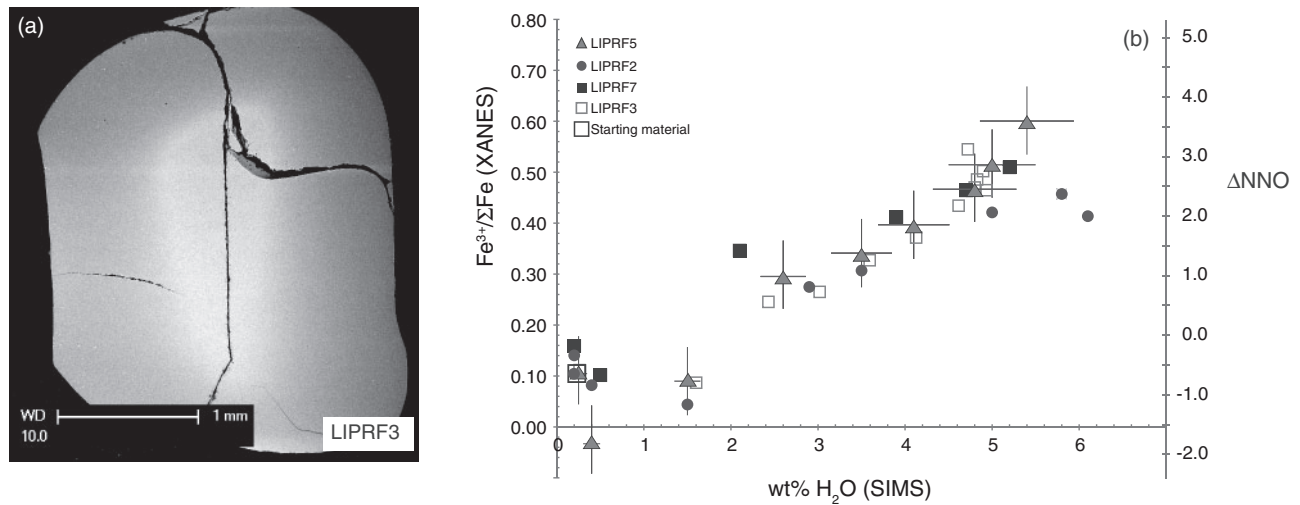 (a)
WD
1 mm
10.0
LIPRF3
(b)
LIPRF5
LIPRF2
LIPRF7
LIPRF3
Starting material
Fe³⁺/ΣFe (XANES)
0.80
0.70
0.60
0.50
0.40
0.30
0.20
0.10
0.00
0 1 2 3 4 5 6
wt% H₂O (SIMS)
5.0
4.0
3.0
2.0
1.0
0.0
-1.0
-2.0
ΔNNO